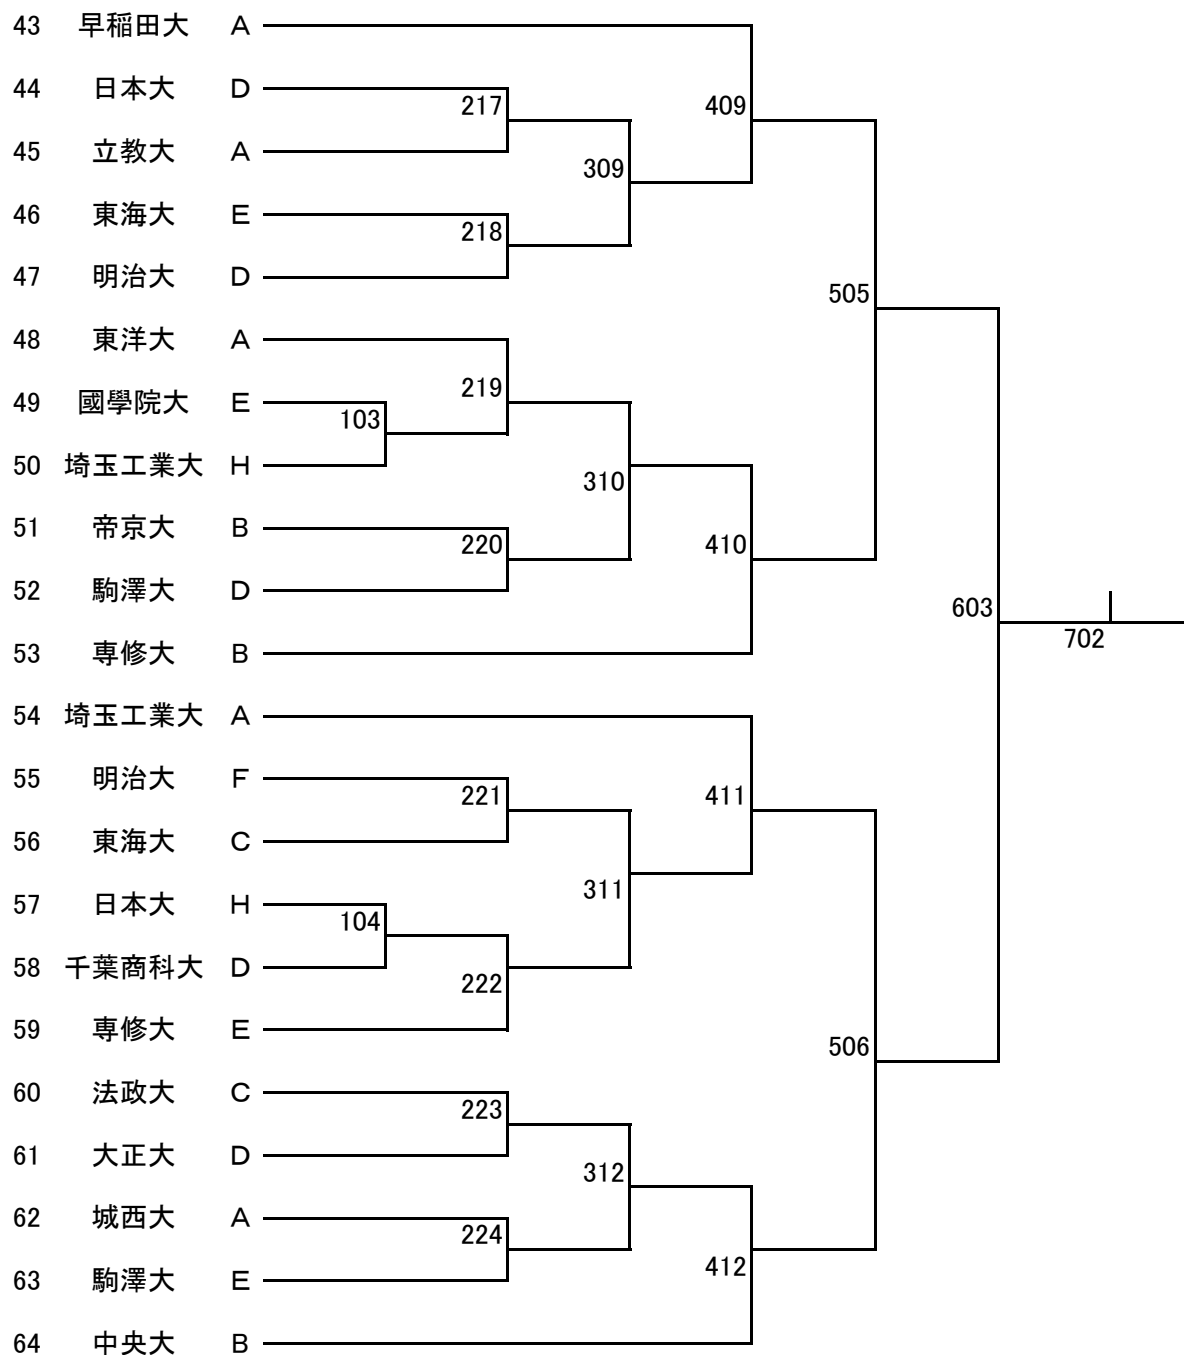 43 早稲田大 A
44 日本大 D
217 409
45 立教大 A
309
46 東海大 E
218
47 明治大 D
505
48 東洋大 A
219
49 國學院大 E
103
50 埼玉工業大 H
310
51 帝京大 B
220 410
52 駒澤大 D
603
53 専修大 B
702
54 埼玉工業大 A
55 明治大 F
221 411
56 東海大 C
311
57 日本大 H
104
58 千葉商科大 D
222
59 専修大 E
506
60 法政大 C
223
61 大正大 D
312
62 城西大 A
224
63 駒澤大 E
412
64 中央大 B